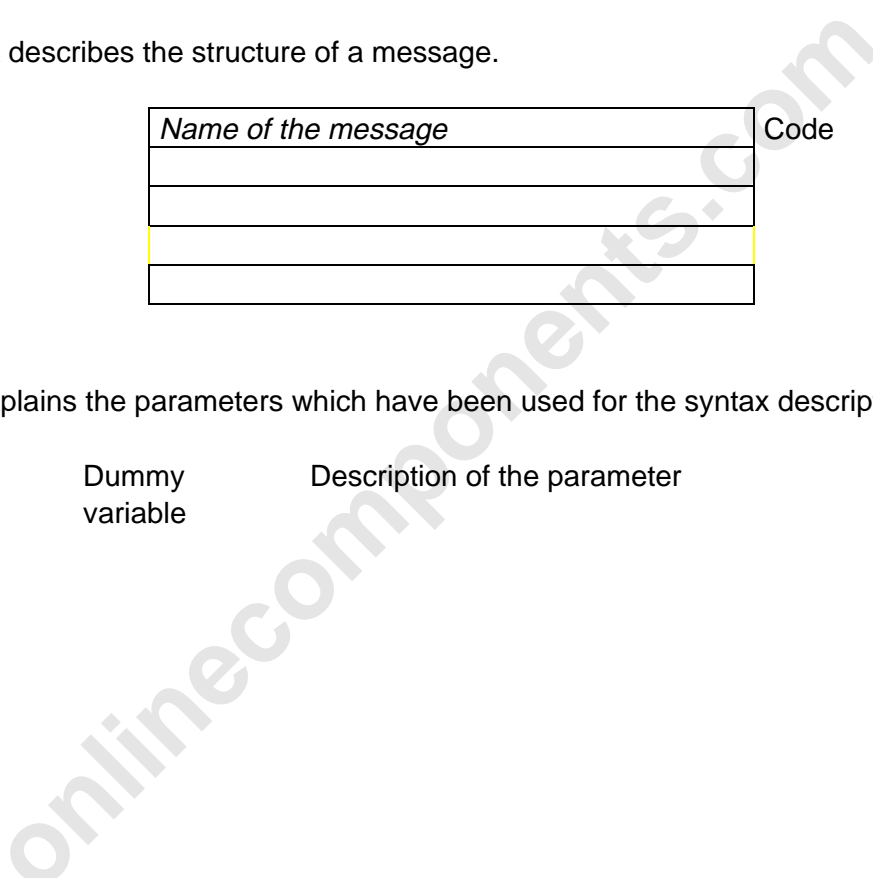 describes the structure of a message.
Name of the message Code
plains the parameters which have been used for the syntax descrip
Dummy Description of the parameter
variable
onlinecomponents.com